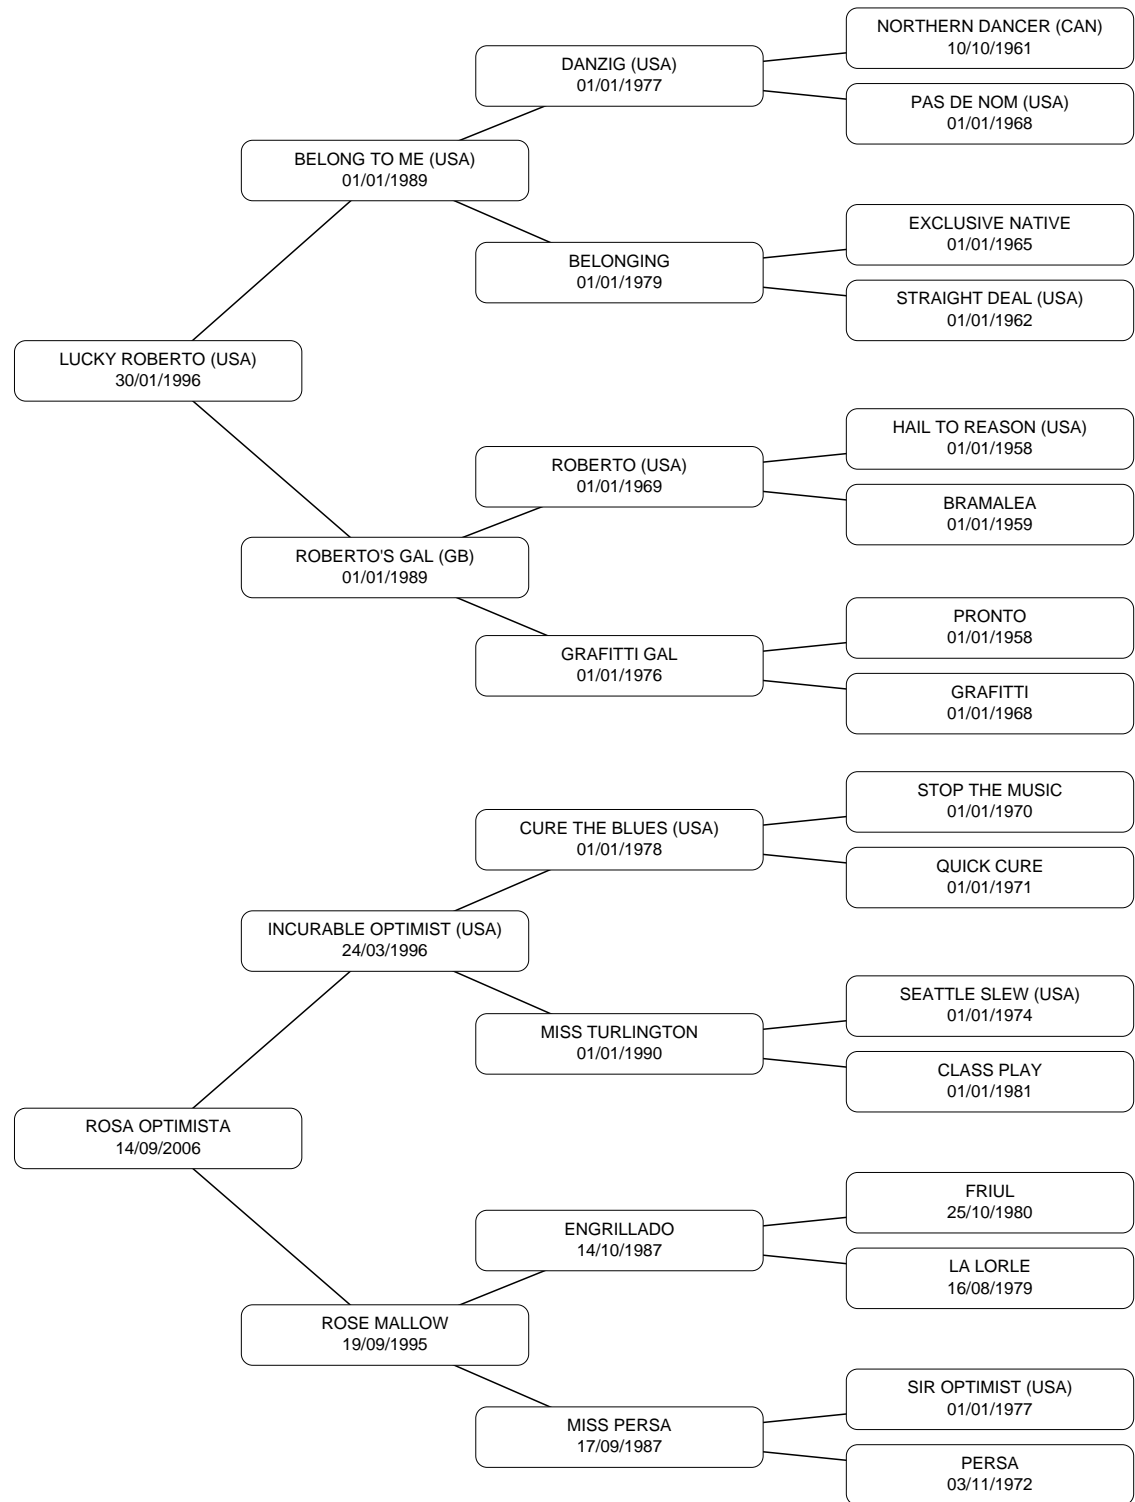 NORTHERN DANCER (CAN)
10/10/1961
DANZIG (USA)
01/01/1977
PAS DE NOM (USA)
01/01/1968
BELONG TO ME (USA)
01/01/1989
EXCLUSIVE NATIVE
01/01/1965
BELONGING
01/01/1979
STRAIGHT DEAL (USA)
01/01/1962
LUCKY ROBERTO (USA)
30/01/1996
HAIL TO REASON (USA)
01/01/1958
ROBERTO (USA)
01/01/1969
BRAMALEA
01/01/1959
ROBERTO'S GAL (GB)
01/01/1989
PRONTO
01/01/1958
GRAFITTI GAL
01/01/1976
GRAFITTI
01/01/1968
STOP THE MUSIC
01/01/1970
CURE THE BLUES (USA)
01/01/1978
QUICK CURE
01/01/1971
INCURABLE OPTIMIST (USA)
24/03/1996
SEATTLE SLEW (USA)
01/01/1974
MISS TURLINGTON
01/01/1990
CLASS PLAY
01/01/1981
ROSA OPTIMISTA
14/09/2006
FRIUL
25/10/1980
ENGRILLADO
14/10/1987
LA LORLE
16/08/1979
ROSE MALLOW
19/09/1995
SIR OPTIMIST (USA)
01/01/1977
MISS PERSA
17/09/1987
PERSA
03/11/1972